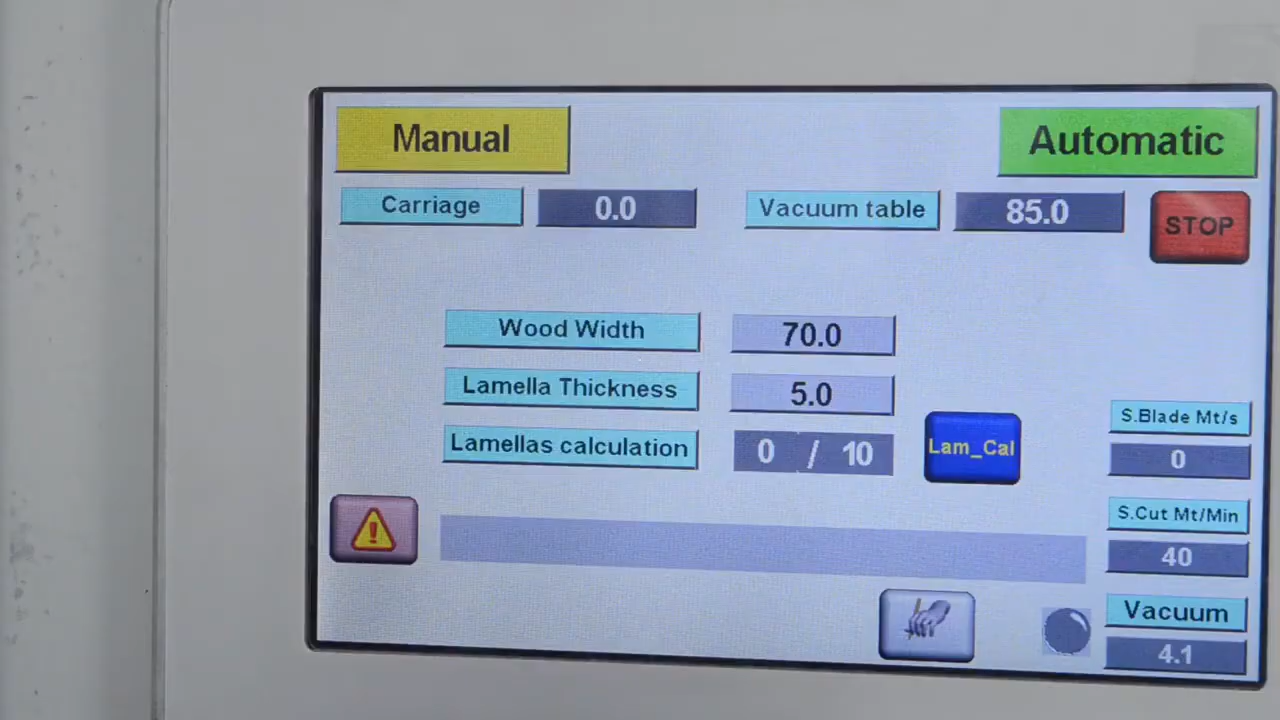 Manual
Automatic
Carriage 0.0
Vacuum table 85.0
STOP
Wood Width 70.0
Lamella Thickness 5.0
Lamellas calculation 0 / 10
Lam_Cal
S.Blade Mt/s
0
S.Cut Mt/Min
40
Vacuum
4.1